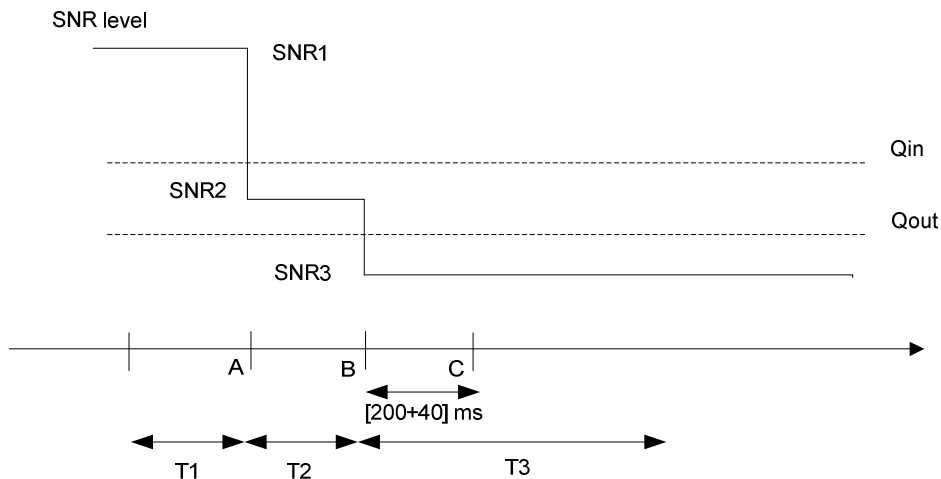 SNR level
SNR1
Qin
SNR2
Qout
SNR3
A
B
C
[200+40] ms
T1
T2
T3